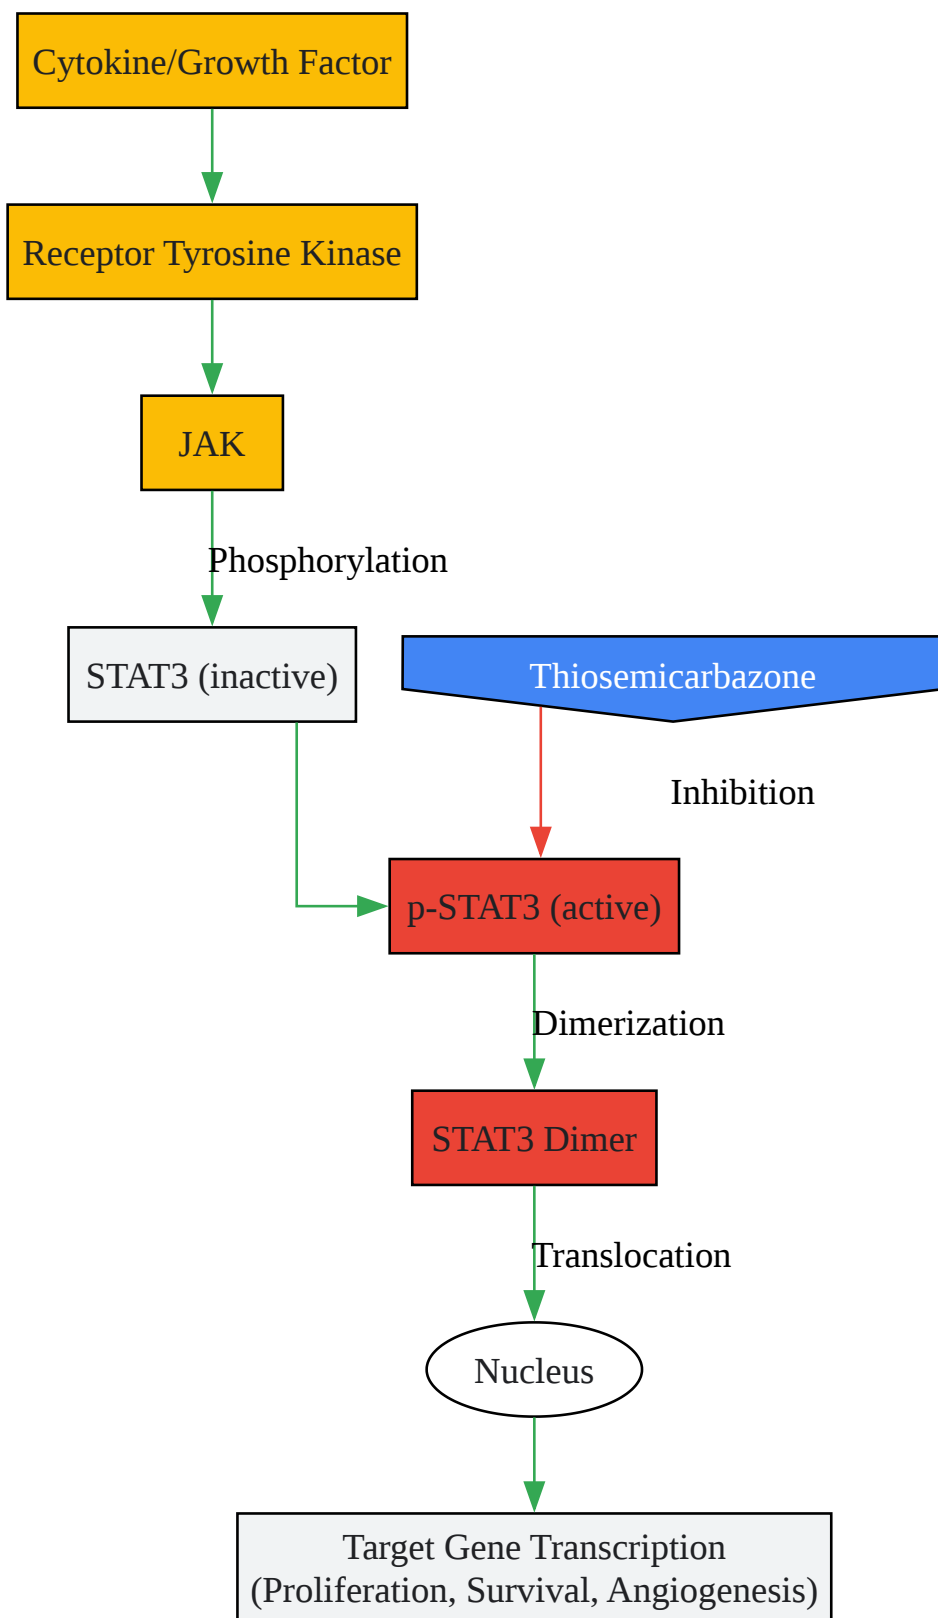 Cytokine/Growth Factor
Receptor Tyrosine Kinase
JAK
Phosphorylation
STAT3 (inactive)
Thiosemicarbazone
Inhibition
p-STAT3 (active)
Dimerization
STAT3 Dimer
Translocation
Nucleus
Target Gene Transcription
(Proliferation, Survival, Angiogenesis)